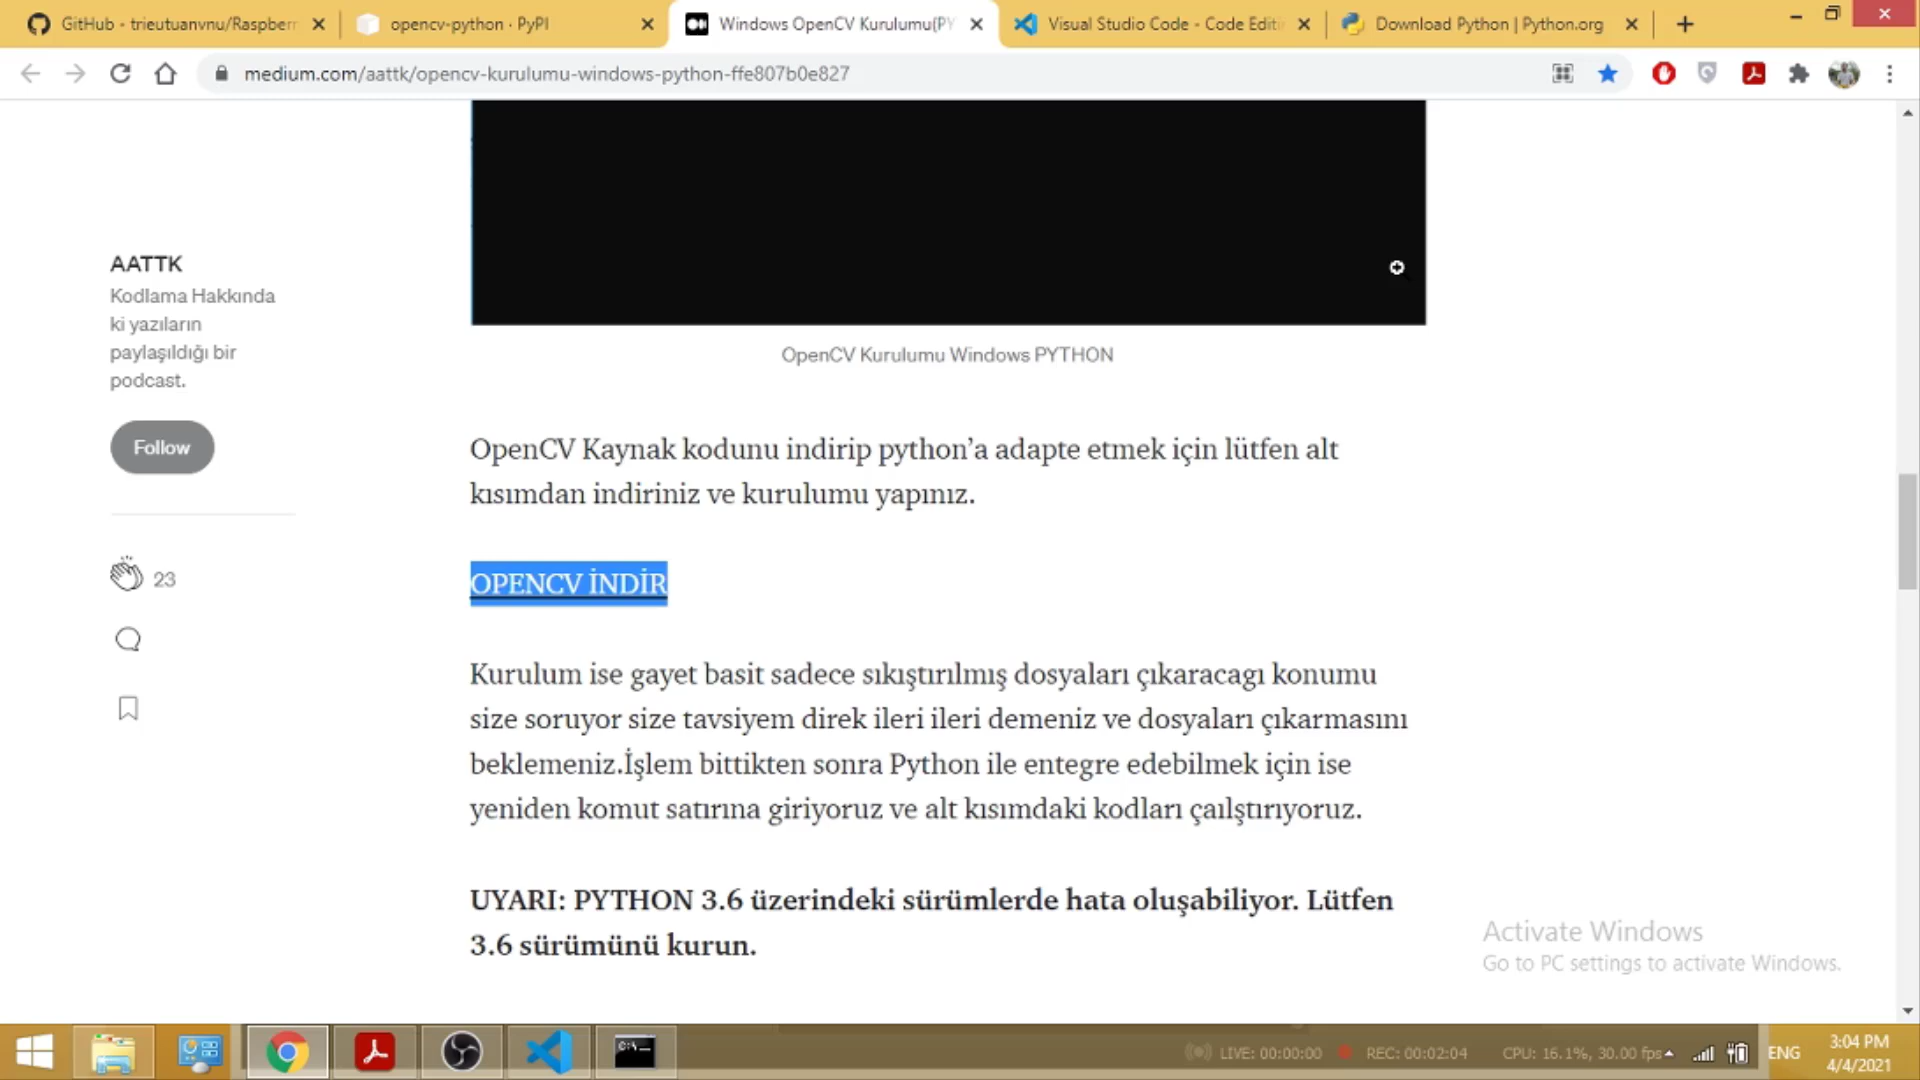 GitHub - trieutuanvnu/Raspberr
opencv-python · PyPI
Windows OpenCV Kurulumu(PY
Visual Studio Code - Code Editi
Download Python | Python.org
medium.com/aattk/opencv-kurulumu-windows-python-ffe807b0e827
OpenCV Kurulumu Windows PYTHON
AATTK
Kodlama Hakkında
ki yazıların
paylaşıldığı bir
podcast.
Follow
23
OpenCV Kaynak kodunu indirip python’a adapte etmek için lütfen alt
kısımdan indiriniz ve kurulumu yapınız.
OPENCV İNDİR
Kurulum ise gayet basit sadece sıkıştırılmış dosyaları çıkaracagı konumu
size soruyor size tavsiyem direk ileri ileri demeniz ve dosyaları çıkarmasını
beklemeniz.İşlem bittikten sonra Python ile entegre edebilmek için ise
yeniden komut satırına giriyoruz ve alt kısımdaki kodları çaılştırıyoruz.
UYARI: PYTHON 3.6 üzerindeki sürümlerde hata oluşabiliyor. Lütfen
3.6 sürümünü kurun.
Activate Windows
Go to PC settings to activate Windows.
LIVE: 00:00:00
REC: 00:02:04
CPU: 16.1%, 30.00 fps
ENG
3:04 PM
4/4/2021